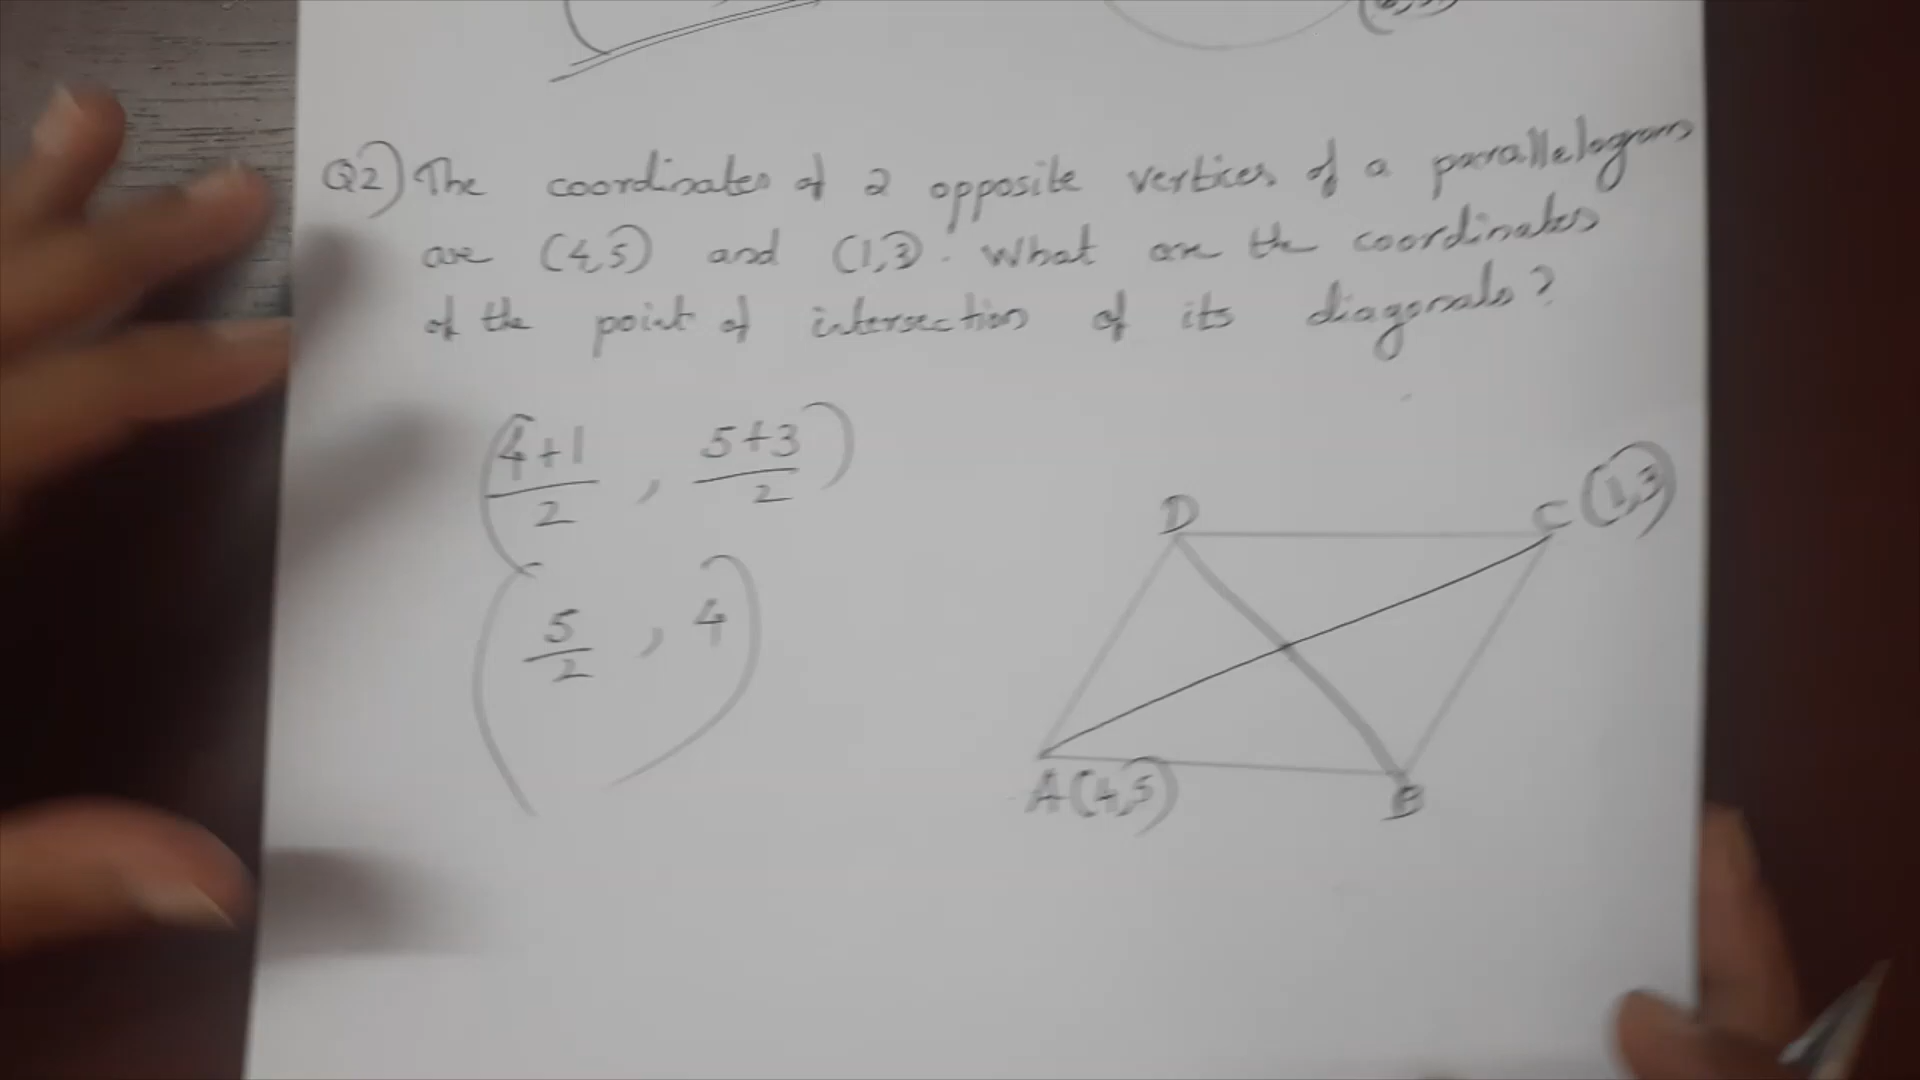 Q2) The coordinates of 2 opposite vertices of a parallelogram
are (4,5) and (1,3). What are the coordinates
of the point of intersection of its diagonals?
(4+1/2 , 5+3/2)
(5/2 , 4)
D
C (1,3)
A (4,5)
B